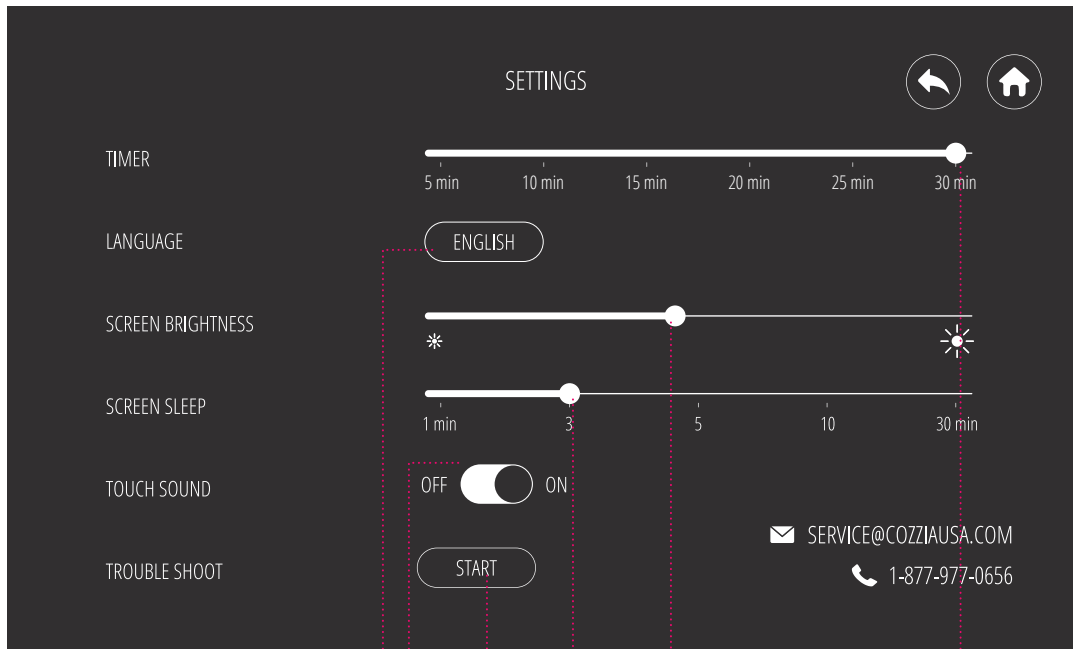 SETTINGS
TIMER
5 min 10 min 15 min 20 min 25 min 30 min
LANGUAGE ENGLISH
SCREEN BRIGHTNESS
SCREEN SLEEP
1 min 3 5 10 30 min
TOUCH SOUND OFF ON
SERVICE@COZZIAUSA.COM
TROUBLE SHOOT START 1-877-977-0656